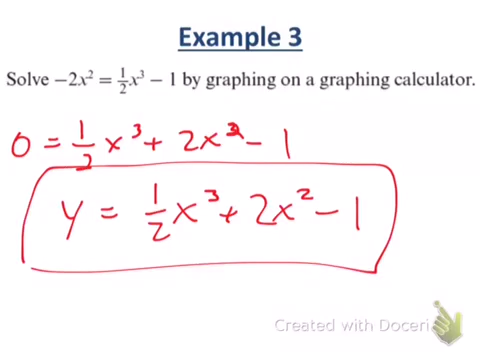 Example 3
Solve −2x² = ½x³ − 1 by graphing on a graphing calculator.
0 = ½x³ + 2x² − 1
y = ½x³ + 2x² − 1
Created with Doceri